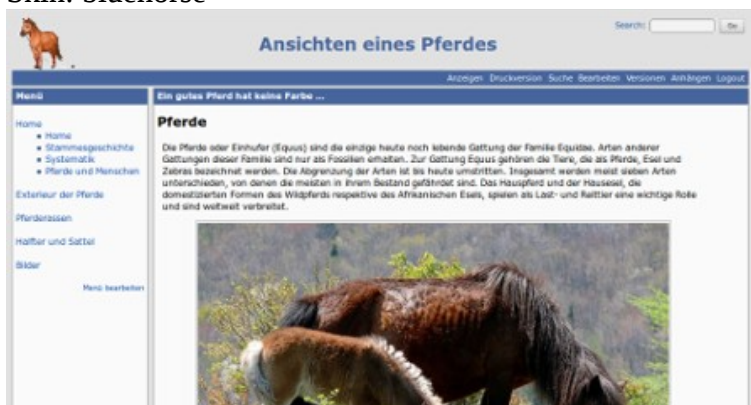 Skin: sidehorse
Search:
Go
Ansichten eines Pferdes
Anzeigen Druckversion Suche Bearbeiten Versionen Anhängen Logout
Menü
Home
Home
Stammesgeschichte
Systematik
Pferde und Menschen
Exterieur der Pferde
Pferderassen
Halfter und Sattel
Bilder
Menü bearbeiten
Ein gutes Pferd hat keine Farbe ...
Pferde
Die Pferde oder Einhufer (Equus) sind die einzige heute noch lebende Gattung der Familie Equidae. Arten anderer
Gattungen dieser Familie sind nur als Fossilien erhalten. Zur Gattung Equus gehören die Tiere, die als Pferde, Esel und
Zebras bezeichnet werden. Die Abgrenzung der Arten ist bis heute umstritten. Insgesamt werden meist sieben Arten
unterschieden, von denen die meisten in ihrem Bestand gefährdet sind. Das Hauspferd und der Hausesel, die
domestizierten Formen des Wildpferds respektive des Afrikanischen Esels, spielen als Last- und Reittier eine wichtige Rolle
und sind weltweit verbreitet.